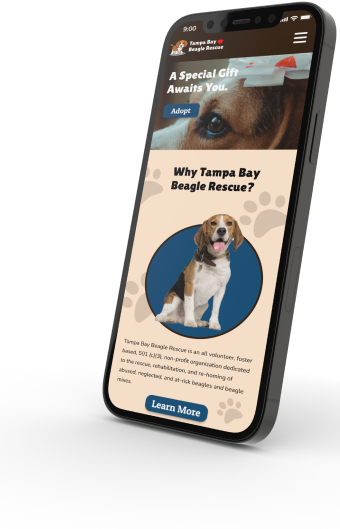 9:00
Tampa Bay
Beagle Rescue
A Special Gift
Awaits You.
Adopt
Why Tampa Bay
Beagle Rescue?
Tampa Bay Beagle Rescue is an all volunteer, foster
based, 501 (c)(3), non-profit organization dedicated
to the rescue, rehabilitation, and re-homing of
abused, neglected, and at-risk beagles and beagle
mixes.
Learn More